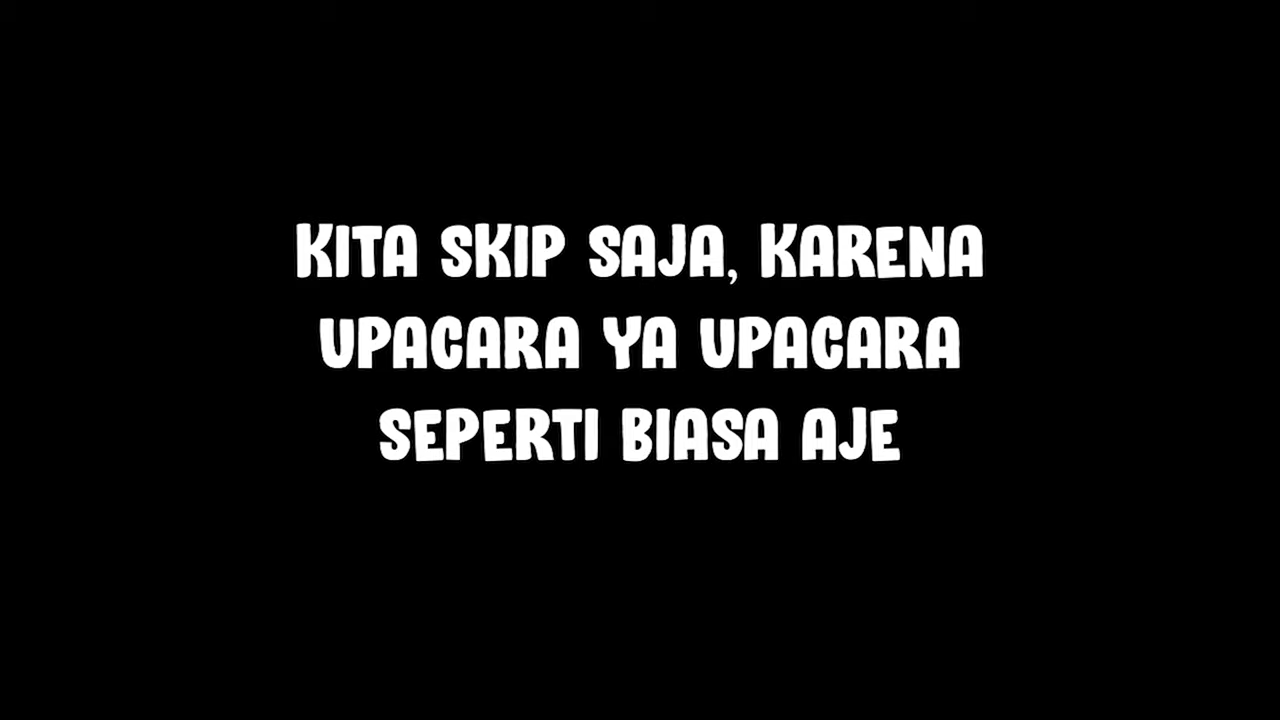 KITA SKIP SAJA, KARENA
UPACARA YA UPACARA
SEPERTI BIASA AJE